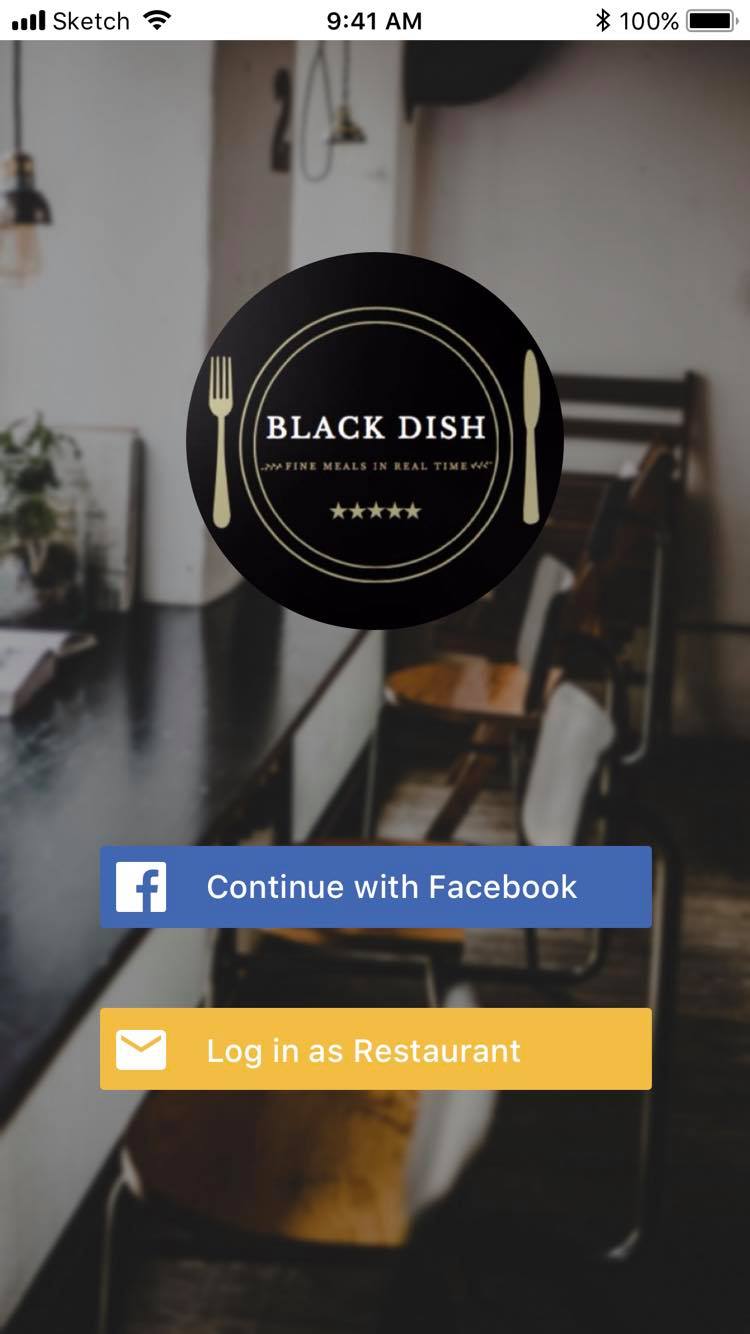 Sketch 9:41 AM 100%
BLACK DISH
FINE MEALS IN REAL TIME
Continue with Facebook
Log in as Restaurant